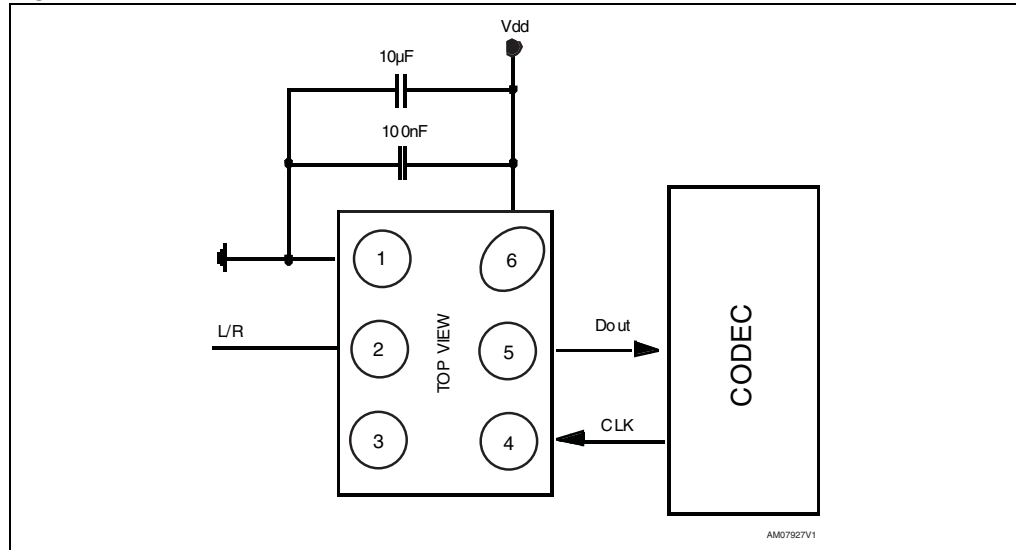 Vdd
10µF
100nF
1
6
L/R
2
TOP VIEW
5
Dout
CODEC
3
4
CLK
AM07927V1